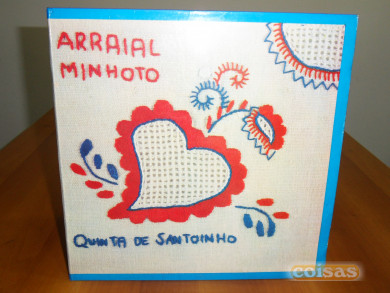 ARRAIAL
MINHOTO
QUINTA DE SANTOINHO
coisas